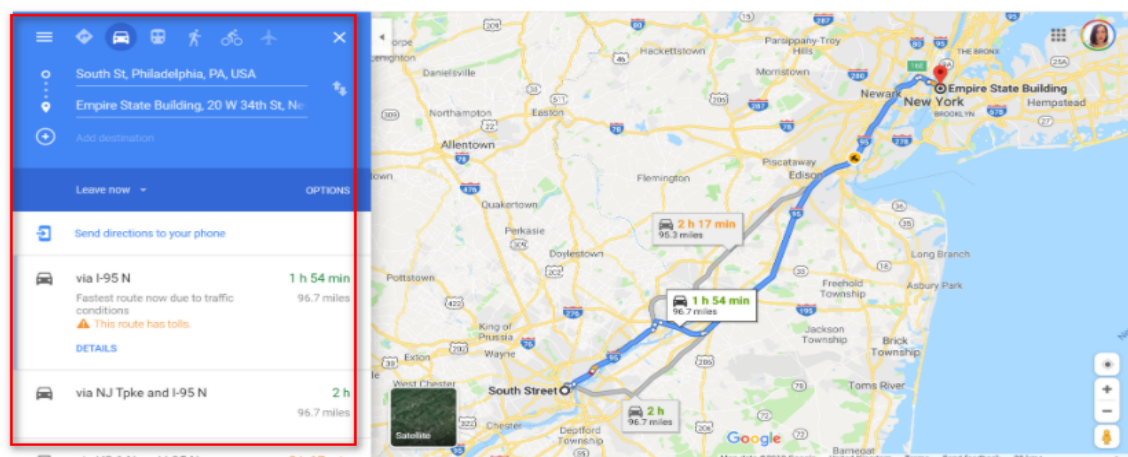 South St, Philadelphia, PA, USA
Empire State Building, 20 W 34th St, Ne
Add destination
Leave now
OPTIONS
Send directions to your phone
via I-95 N
1 h 54 min
Fastest route now due to traffic
96.7 miles
conditions
This route has tolls.
DETAILS
via NJ Tpke and I-95 N
2 h
96.7 miles
Hackettstown
Parsippany-Troy
Hills
THE BRONX
Danielsville
Morristown
Empire State Building
Newark
New York
Hempstead
BROOKLYN
Northampton
Easton
Allentown
Piscataway
Edison
Flemington
Quakertown
2 h 17 min
95.3 miles
Perkasie
Doylestown
Long Branch
Pottstown
Freehold
Township
Asbury Park
1 h 54 min
96.7 miles
King of
Prussia
Jackson
Township
Brick
Township
Exton
Wayne
West Chester
South Street
Toms River
2 h
96.7 miles
Satellite
Chester
Deptford
Township
Google
Barnegat